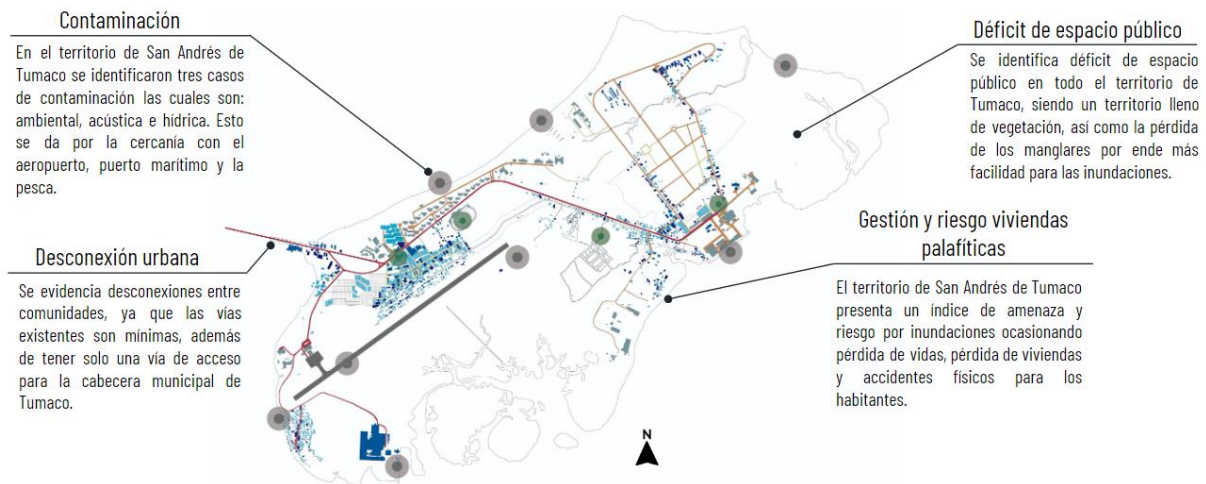 Contaminación
En el territorio de San Andrés de
Tumaco se identificaron tres casos
de contaminación las cuales son:
ambiental, acústica e hídrica. Esto
se da por la cercanía con el
aeropuerto, puerto marítimo y la
pesca.
Desconexión urbana
Se evidencia desconexiones entre
comunidades, ya que las vías
existentes son mínimas, además
de tener solo una vía de acceso
para la cabecera municipal de
Tumaco.
Déficit de espacio público
Se identifica déficit de espacio
público en todo el territorio de
Tumaco, siendo un territorio lleno
de vegetación, así como la pérdida
de los manglares por ende más
facilidad para las inundaciones.
Gestión y riesgo viviendas
palafíticas
El territorio de San Andrés de Tumaco
presenta un índice de amenaza y
riesgo por inundaciones ocasionando
pérdida de vidas, pérdida de viviendas
y accidentes físicos para los
habitantes.
N